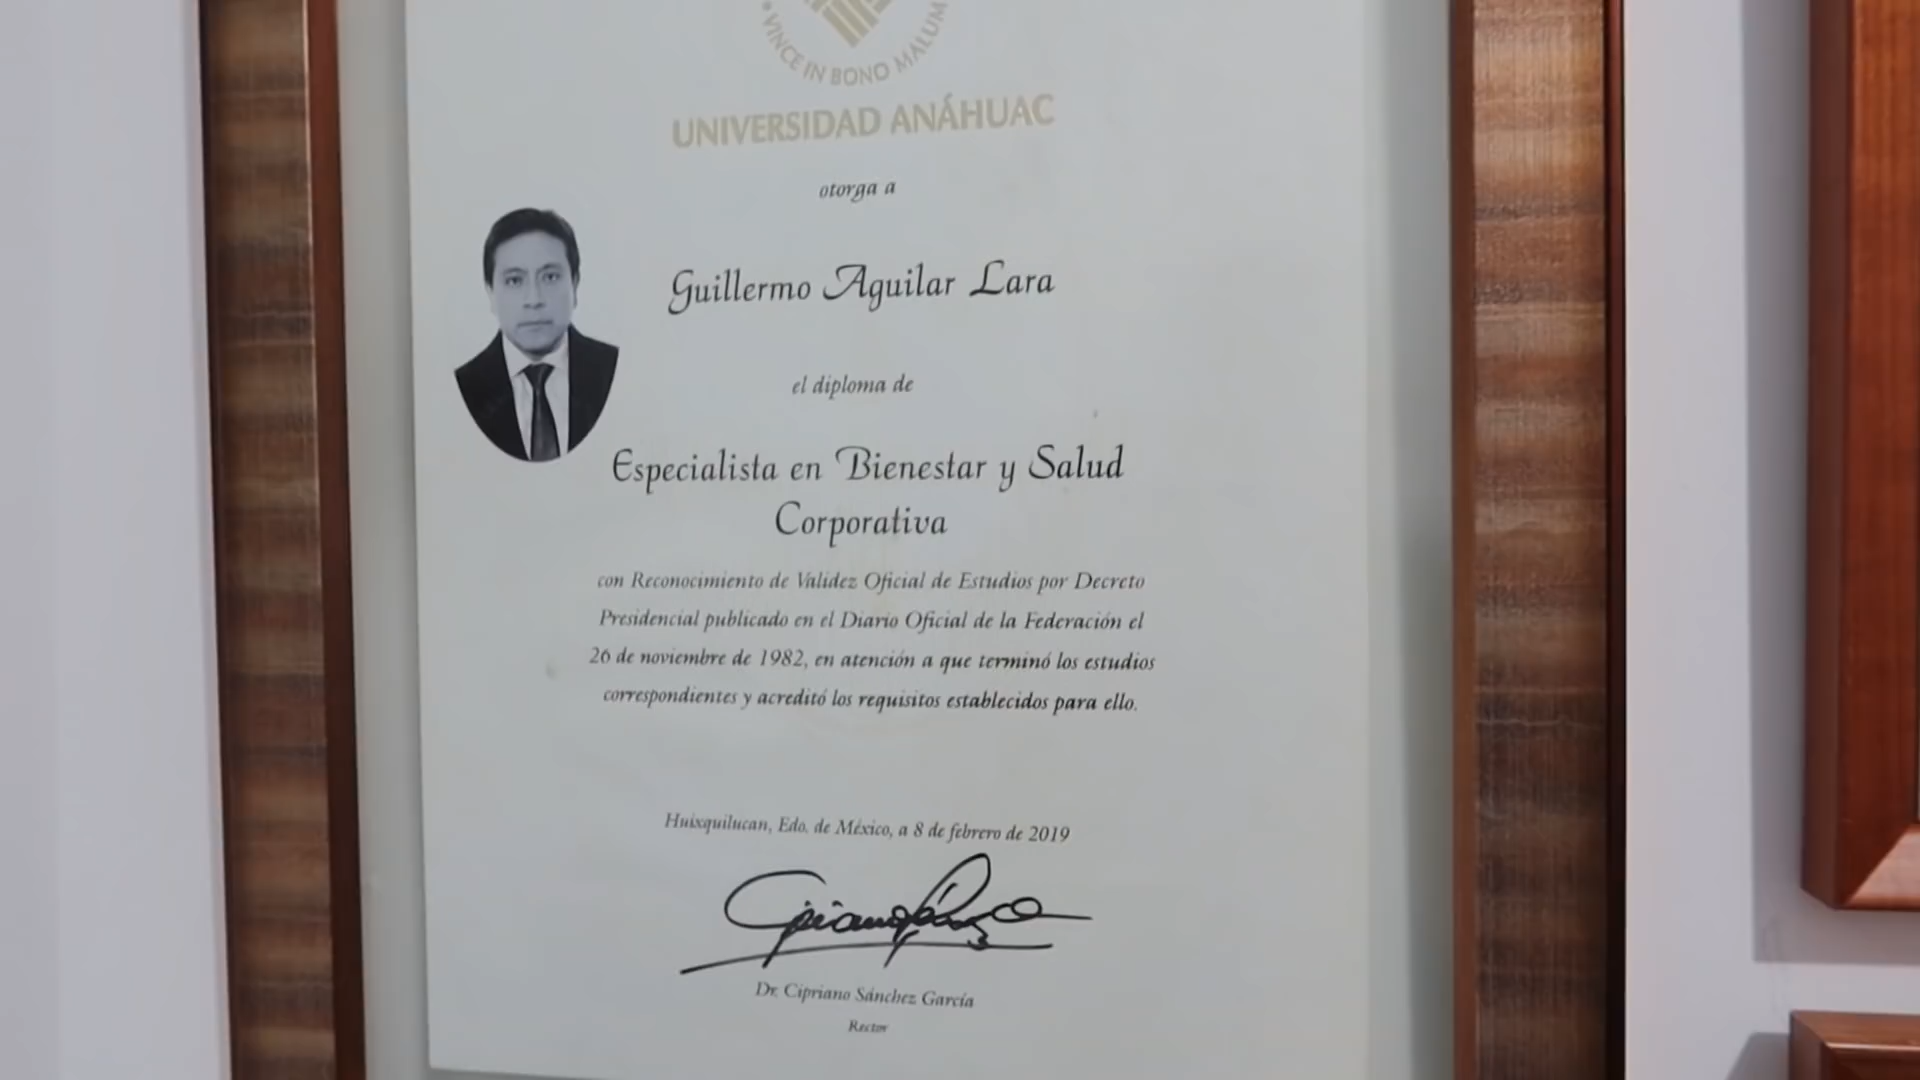 VINCE IN BONO MALUM
UNIVERSIDAD ANÁHUAC
otorga a
Guillermo Aguilar Lara
el diploma de
Especialista en Bienestar y Salud
Corporativa
con Reconocimiento de Validez Oficial de Estudios por Decreto
Presidencial publicado en el Diario Oficial de la Federación el
26 de noviembre de 1982, en atención a que terminó los estudios
correspondientes y acreditó los requisitos establecidos para ello.
Huixquilucan, Edo. de México, a 8 de febrero de 2019
Dr. Cipriano Sánchez García
Rector